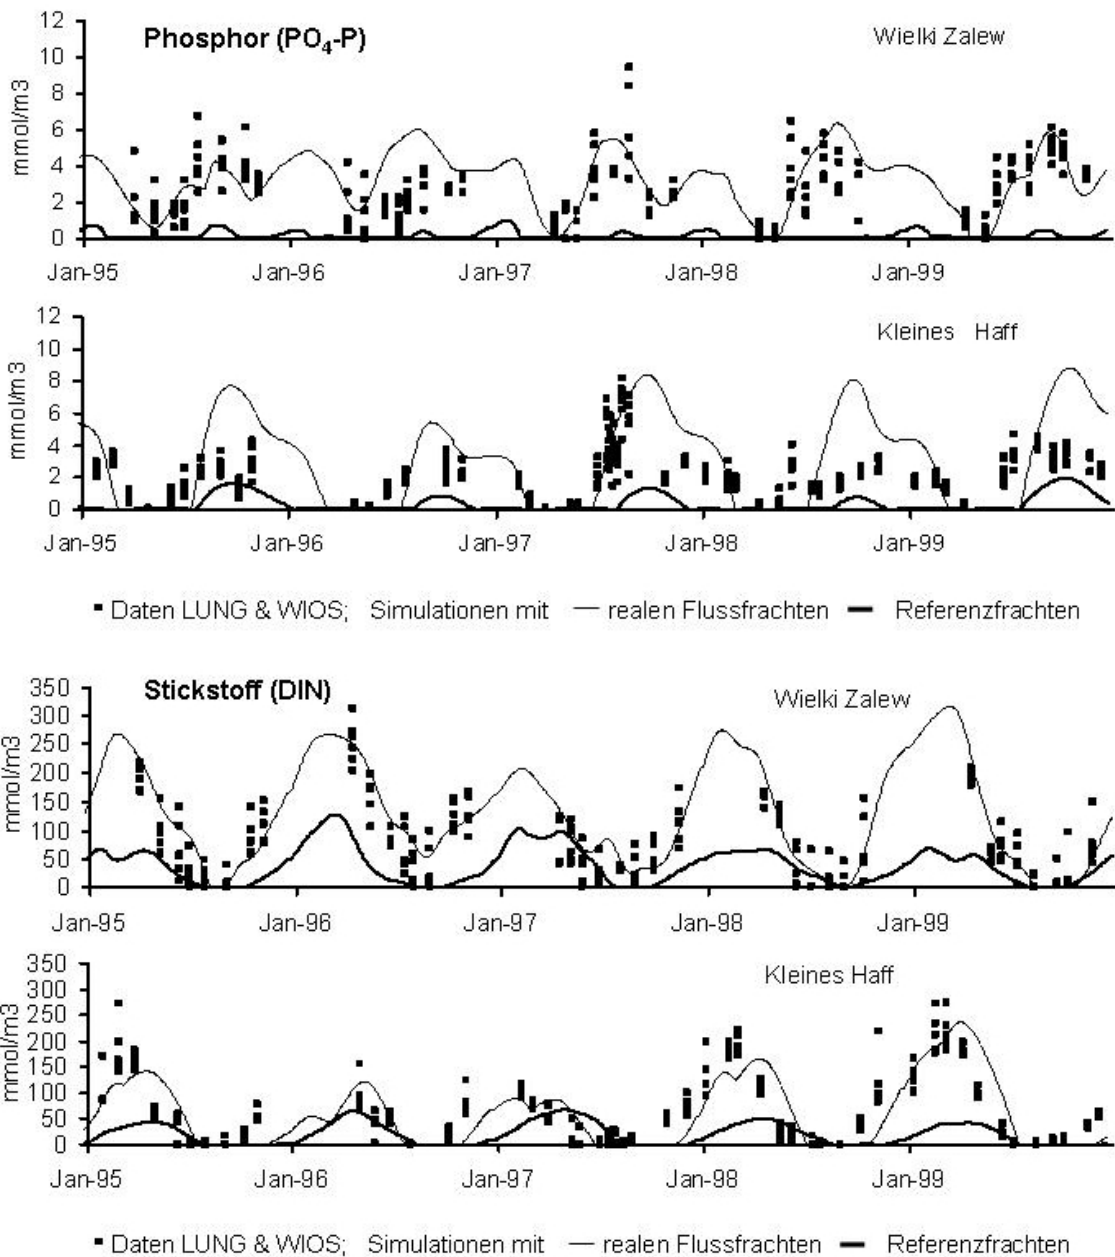 Phosphor (PO4-P)
Wielki Zalew
mmol/m3
12
10
8
6
4
2
0
Jan-95 Jan-96 Jan-97 Jan-98 Jan-99
Kleines Haff
mmol/m3
12
10
8
6
4
2
0
Jan-95 Jan-96 Jan-97 Jan-98 Jan-99
Daten LUNG & WIOS; Simulationen mit realen Flussfrachten Referenzfrachten
Stickstoff (DIN)
Wielki Zalew
mmol/m3
350
300
250
200
150
100
50
0
Jan-95 Jan-96 Jan-97 Jan-98 Jan-99
Kleines Haff
mmol/m3
350
300
250
200
150
100
50
0
Jan-95 Jan-96 Jan-97 Jan-98 Jan-99
Daten LUNG & WIOS; Simulationen mit realen Flussfrachten Referenzfrachten